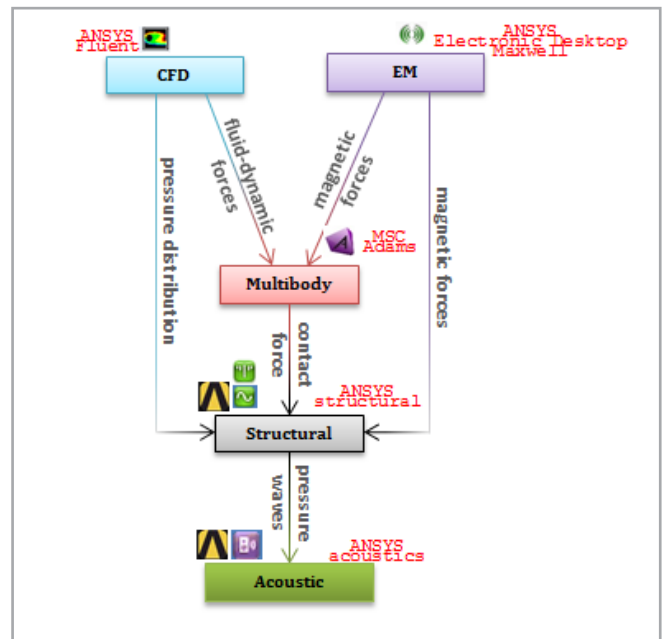 ANSYS
Fluent
ANSYS
Electronic Desktop
Maxwell
CFD
EM
fluid-dynamic
forces
magnetic
forces
pressure distribution
magnetic forces
MSC
Adams
Multibody
contact
force
ANSYS
structural
Structural
pressure
waves
ANSYS
acoustics
Acoustic